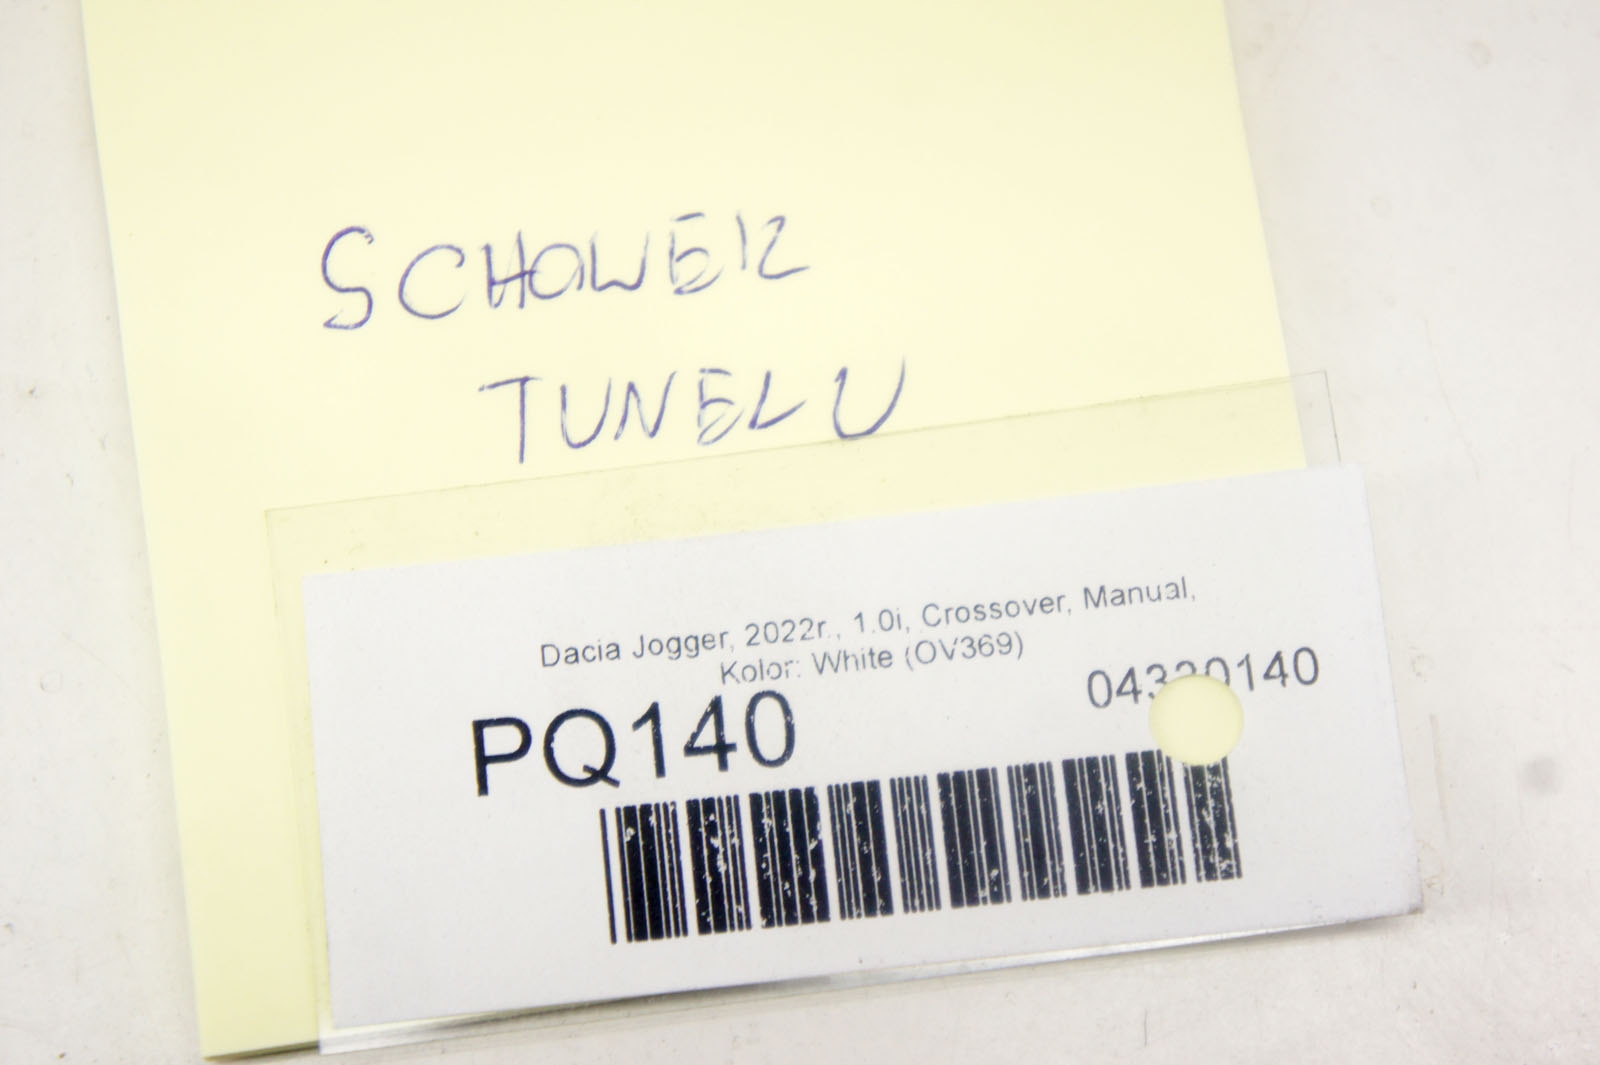 SCHOWEK
TUNELU
Dacia Jogger, 2022r., 1.0i, Crossover, Manual,
Kolor: White (OV369)
PQ140